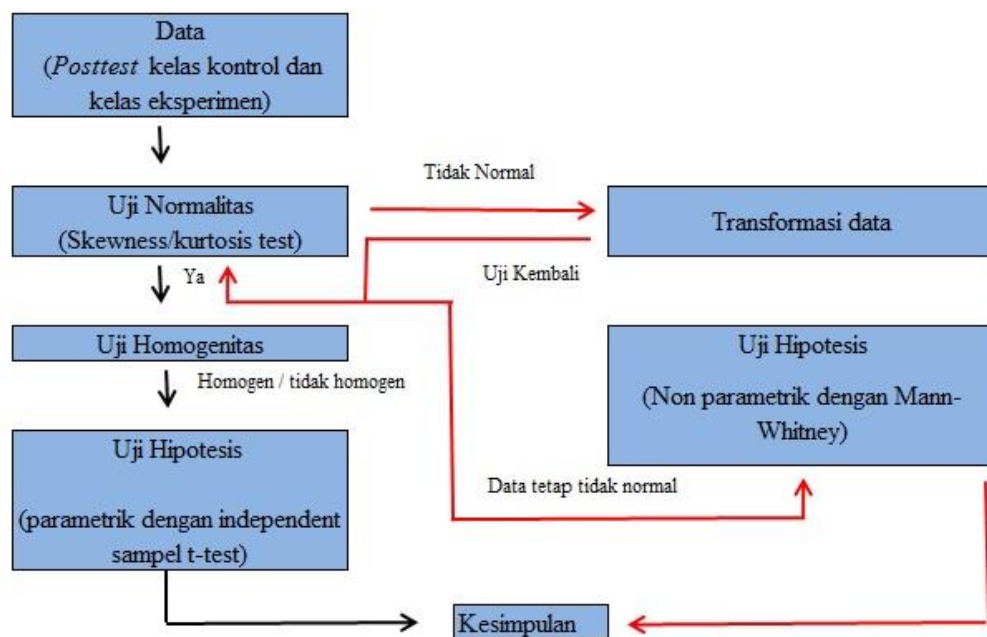 Data
(Posttest kelas kontrol dan
kelas eksperimen)
Tidak Normal
Uji Normalitas
(Skewness/kurtosis test)
Transformasi data
Uji Kembali
Ya
Uji Homogenitas
Homogen / tidak homogen
Uji Hipotesis
(Non parametrik dengan Mann-
Whitney)
Uji Hipotesis
(parametrik dengan independent
sampel t-test)
Data tetap tidak normal
Kesimpulan